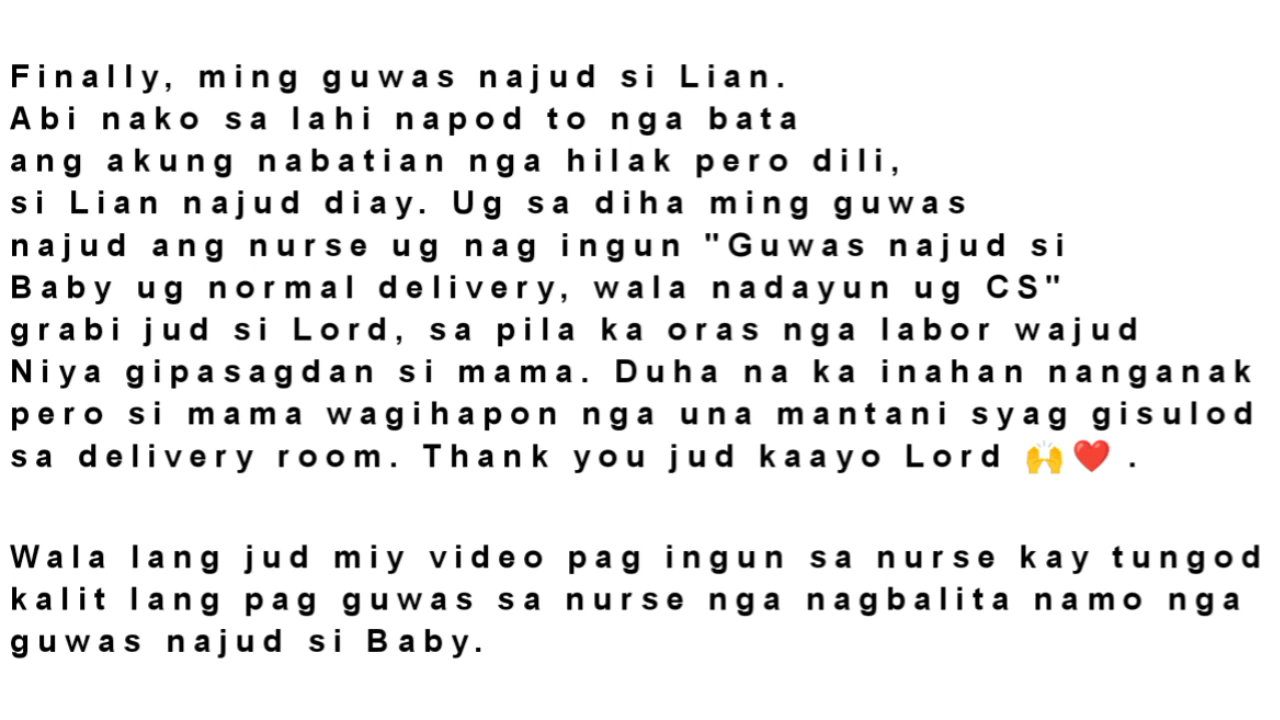 Finally, ming guwas najud si Lian.
Abi nako sa lahi napod to nga bata
ang akung nabatian nga hilak pero dili,
si Lian najud diay. Ug sa diha ming guwas
najud ang nurse ug nag ingun "Guwas najud si
Baby ug normal delivery, wala nadayun ug CS"
grabi jud si Lord, sa pila ka oras nga labor wajud
Niya gipasagdan si mama. Duha na ka inahan nanganak
pero si mama wagihapon nga una mantani syag gisulod
sa delivery room. Thank you jud kaayo Lord 🙌❤️ .
Wala lang jud miy video pag ingun sa nurse kay tungod
kalit lang pag guwas sa nurse nga nagbalita namo nga
guwas najud si Baby.